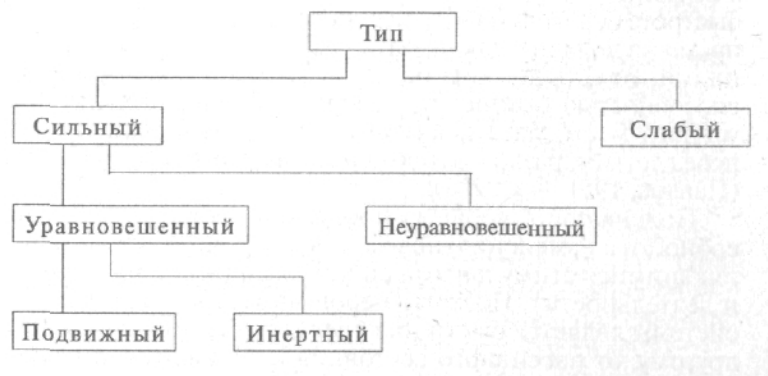 Тип
Сильный
Слабый
Уравновешенный
Неуравновешенный
Подвижный
Инертный